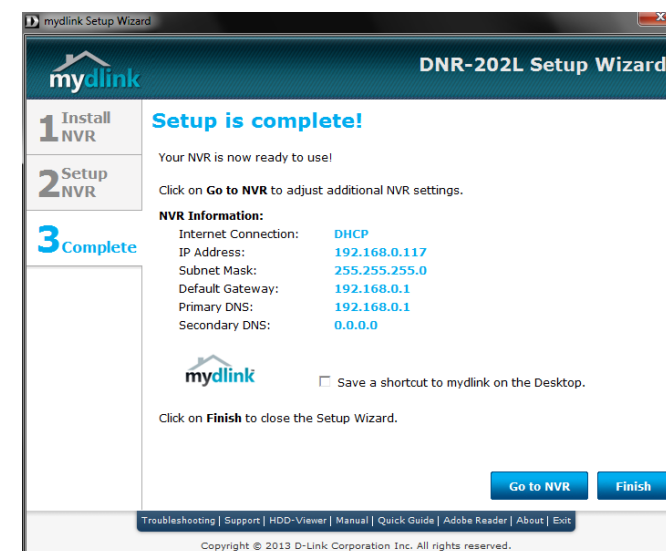 mydlink Setup Wizard
mydlink
DNR-202L Setup Wizard
1 Install NVR
2 Setup NVR
3 Complete
Setup is complete!
Your NVR is now ready to use!
Click on Go to NVR to adjust additional NVR settings.
NVR Information:
Internet Connection: DHCP
IP Address: 192.168.0.117
Subnet Mask: 255.255.255.0
Default Gateway: 192.168.0.1
Primary DNS: 192.168.0.1
Secondary DNS: 0.0.0.0
mydlink
Save a shortcut to mydlink on the Desktop.
Click on Finish to close the Setup Wizard.
Go to NVR Finish
Troubleshooting | Support | HDD-Viewer | Manual | Quick Guide | Adobe Reader | About | Exit
Copyright © 2013 D-Link Corporation Inc. All rights reserved.